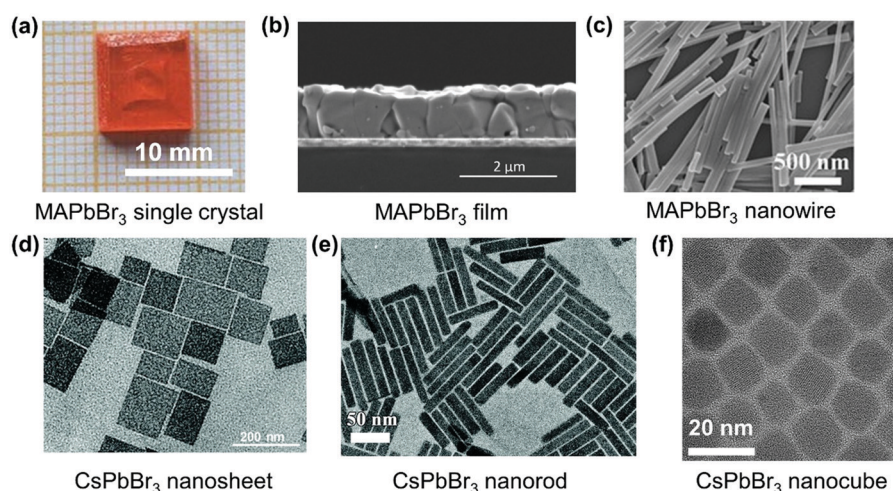 (a)
10 mm
MAPbBr₃ single crystal
(b)
2 μm
MAPbBr₃ film
(c)
500 nm
MAPbBr₃ nanowire
(d)
200 nm
CsPbBr₃ nanosheet
(e)
50 nm
CsPbBr₃ nanorod
(f)
20 nm
CsPbBr₃ nanocube